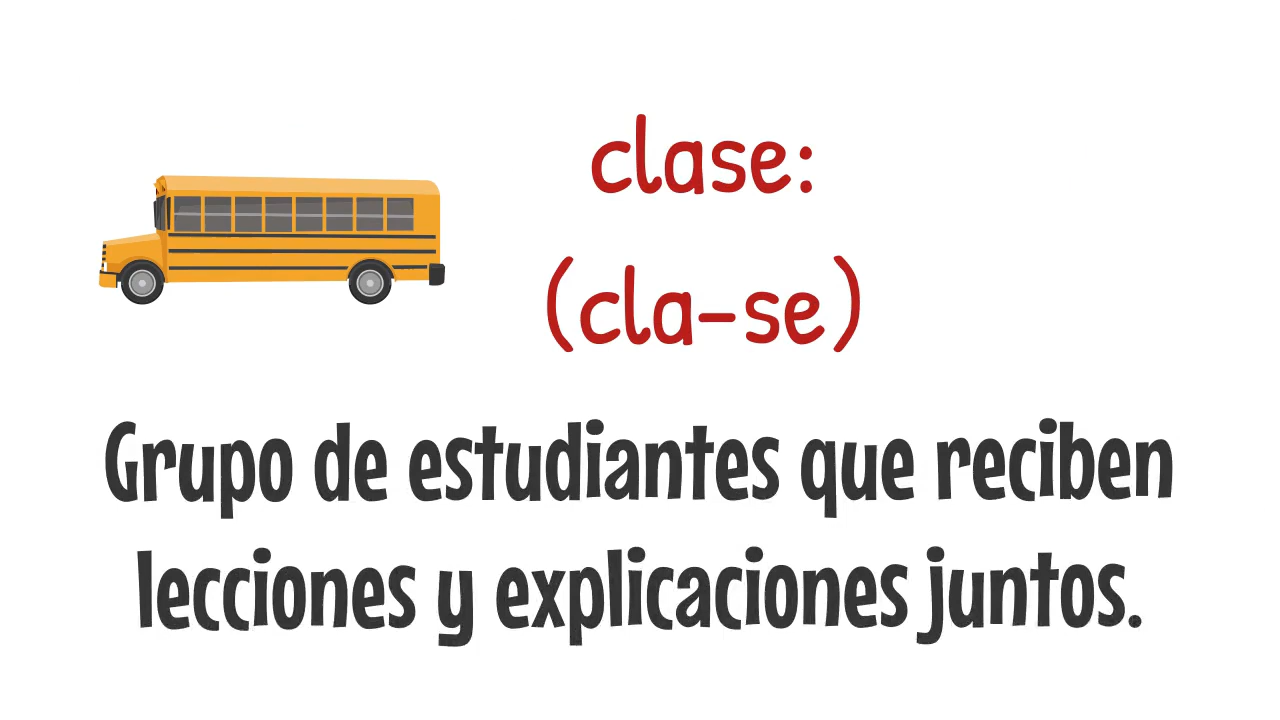 clase:
(cla-se)
Grupo de estudiantes que reciben
lecciones y explicaciones juntos.